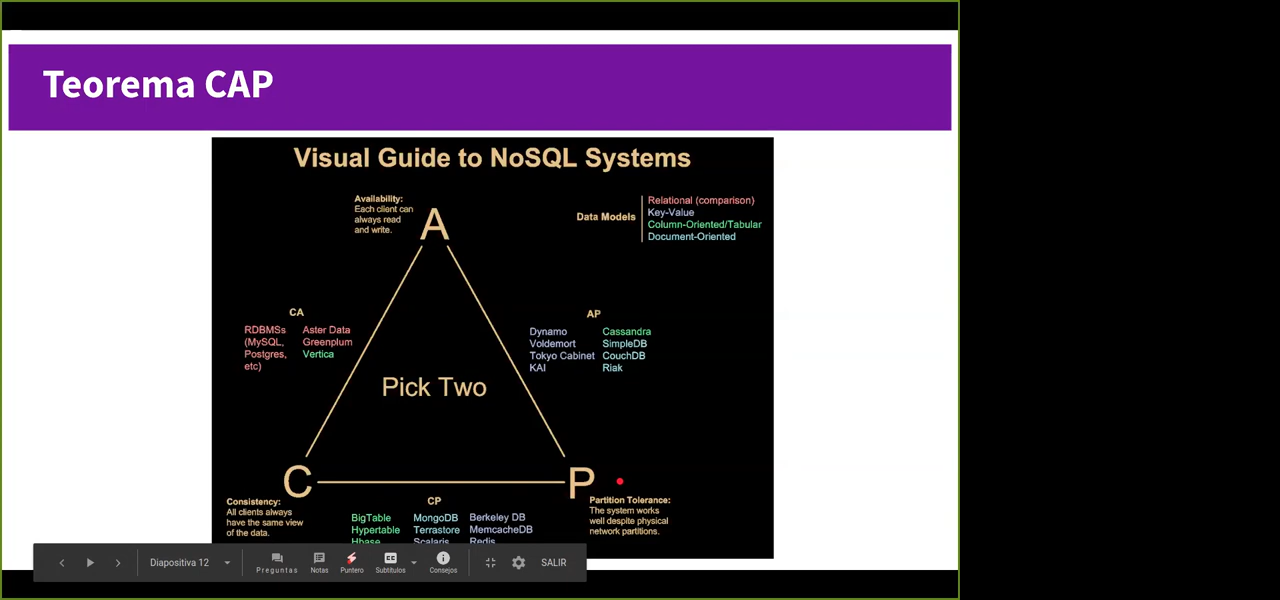 Teorema CAP
Visual Guide to NoSQL Systems
Availability:
Each client can
always read
and write.
A
Data Models
Relational (comparison)
Key-Value
Column-Oriented/Tabular
Document-Oriented
CA
RDBMSs
(MySQL,
Postgres,
etc)
Aster Data
Greenplum
Vertica
AP
Dynamo
Voldemort
Tokyo Cabinet
KAI
Cassandra
SimpleDB
CouchDB
Riak
Pick Two
C
P
Consistency:
All clients always
have the same view
of the data.
CP
BigTable
Hypertable
Hbase
MongoDB
Terrastore
Scalaris
Berkeley DB
MemcacheDB
Redis
Partition Tolerance:
The system works
well despite physical
network partitions.
Diapositiva 12
Preguntas
Notas
Puntero
CC
Subtítulos
Consejos
SALIR